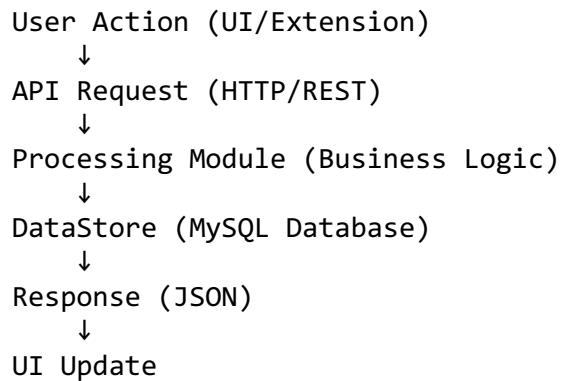 User Action (UI/Extension)
↓
API Request (HTTP/REST)
↓
Processing Module (Business Logic)
↓
DataStore (MySQL Database)
↓
Response (JSON)
↓
UI Update